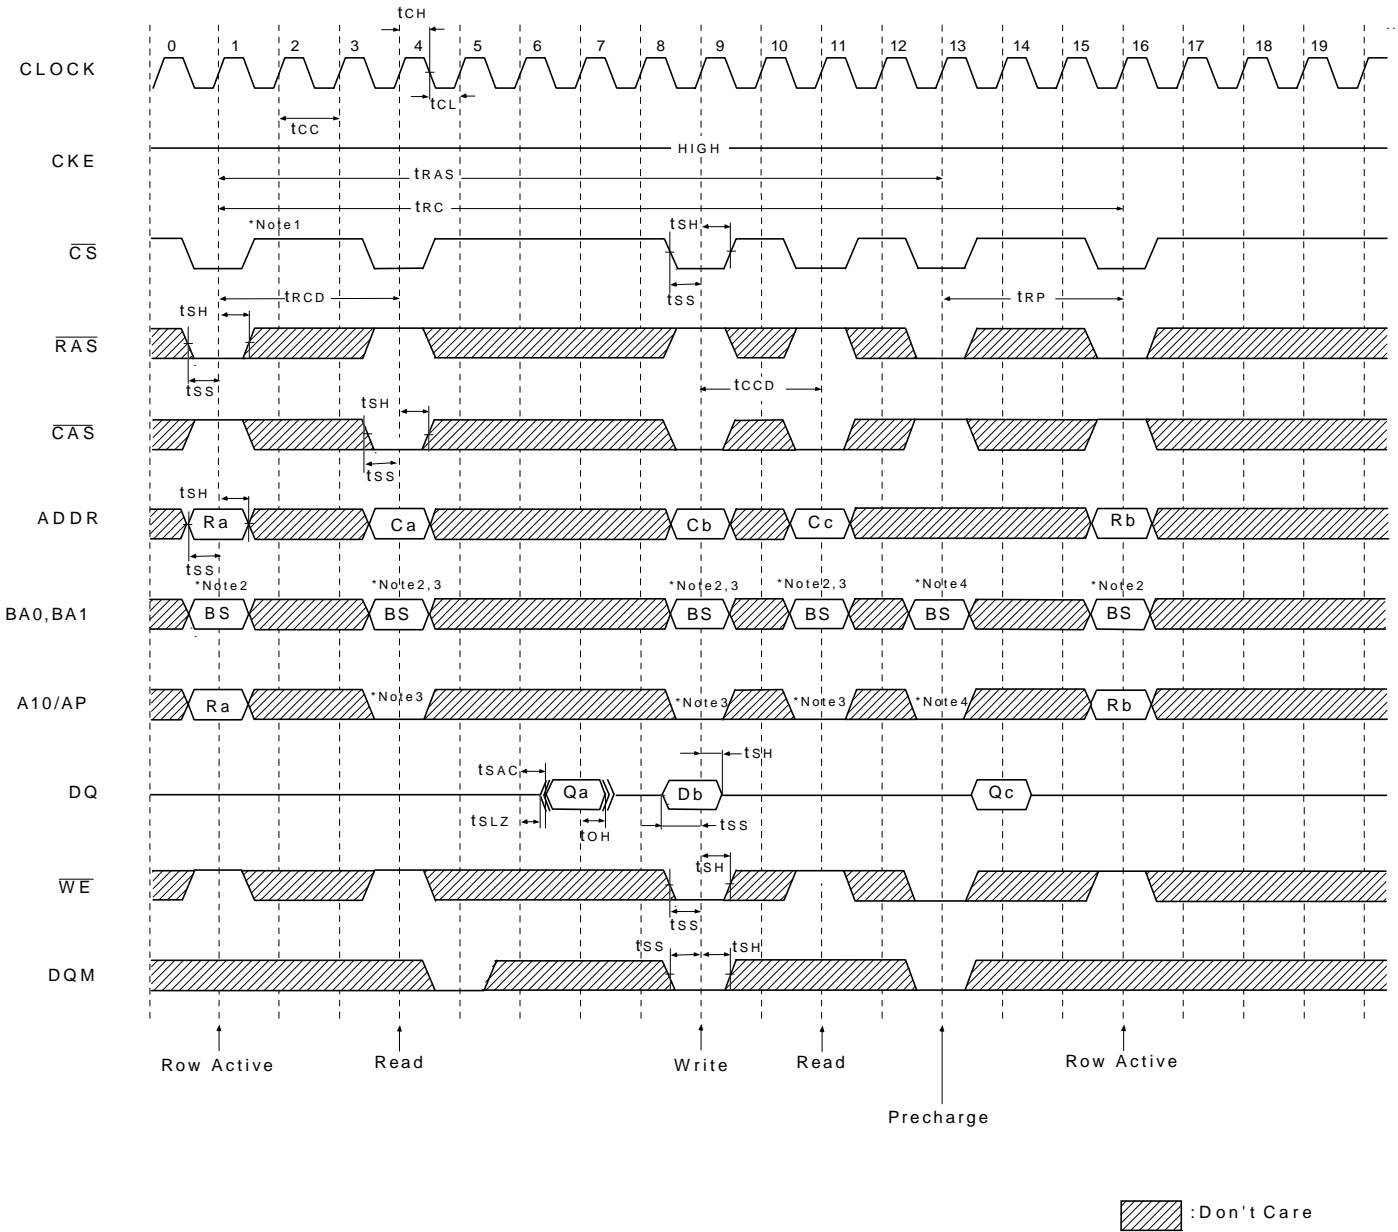 tCH
0 1 2 3 4 5 6 7 8 9 10 11 12 13 14 15 16 17 18 19
CLOCK
tCL
tCC
HIGH
CKE
tRAS
tRC
*Note1
tSH
CS
tSS
tRCD
tRP
tSH
RAS
tSS
tCCD
tSH
CAS
tSS
tSH
ADDR
Ra Ca Cb Cc Rb
tSS
*Note2 *Note2,3 *Note2,3 *Note2,3 *Note4 *Note2
BA0,BA1
BS BS BS BS BS BS
A10/AP
Ra *Note3 *Note3 *Note3 *Note4 Rb
tSH
tSAC
DQ
Qa Db Qc
tSLZ
tOH
tSS
tSH
WE
tSS
tSS tSH
DQM
Row Active Read Write Read Row Active
Precharge
:Don't Care